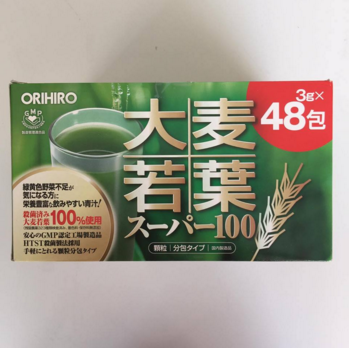 ORIHIRO
GMP
3g×
48包
大麦
若葉
スーパー100
緑黄色野菜不足が
気になる方に
栄養豊富な飲みやすい青汁!
殺菌済み
大麦若葉100%使用
安心のGMP認定工場製造品
HTST殺菌製法採用
手軽にとれる顆粒分包タイプ
顆粒 分包タイプ